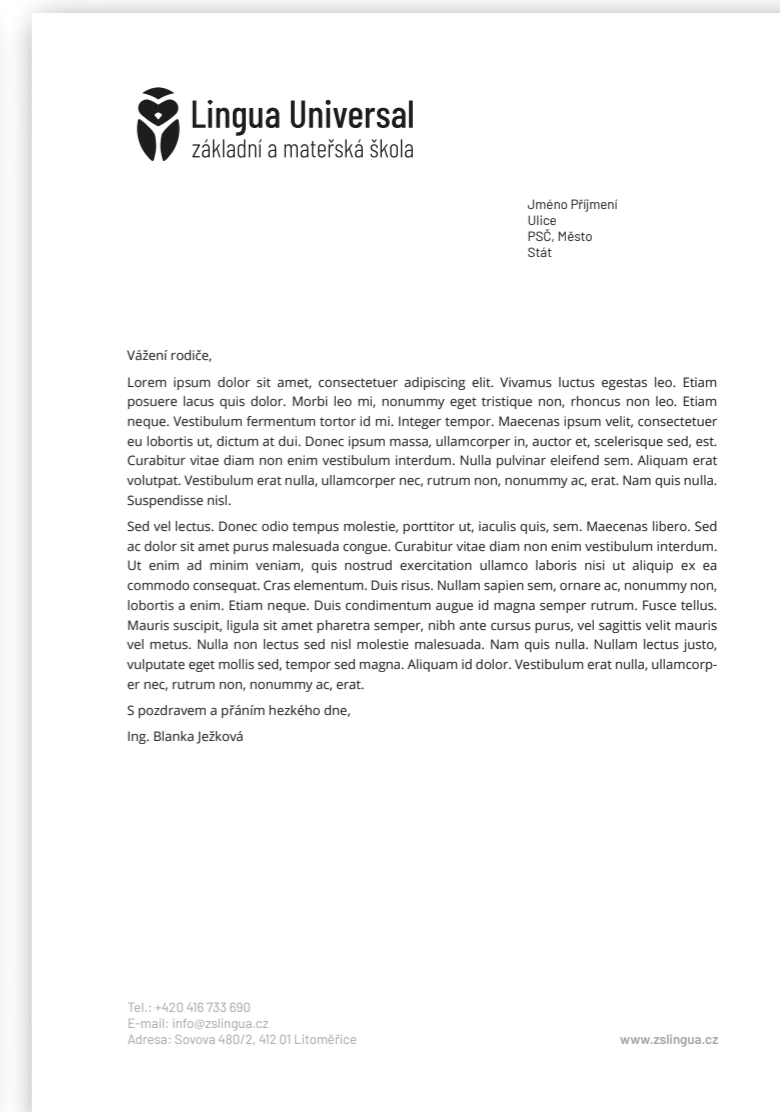 Lingua Universal
základní a mateřská škola
Jméno Příjmení
Ulice
PSČ, Město
Stát
Vážení rodiče,
Lorem ipsum dolor sit amet, consectetuer adipiscing elit. Vivamus luctus egestas leo. Etiam
posuere lacus quis dolor. Morbi leo mi, nonummy eget tristique non, rhoncus non leo. Etiam
neque. Vestibulum fermentum tortor id mi. Integer tempor. Maecenas ipsum velit, consectetuer
eu lobortis ut, dictum at dui. Donec ipsum massa, ullamcorper in, auctor et, scelerisque sed, est.
Curabitur vitae diam non enim vestibulum interdum. Nulla pulvinar eleifend sem. Aliquam erat
volutpat. Vestibulum erat nulla, ullamcorper nec, rutrum non, nonummy ac, erat. Nam quis nulla.
Suspendisse nisl.
Sed vel lectus. Donec odio tempus molestie, porttitor ut, iaculis quis, sem. Maecenas libero. Sed
ac dolor sit amet purus malesuada congue. Curabitur vitae diam non enim vestibulum interdum.
Ut enim ad minim veniam, quis nostrud exercitation ullamco laboris nisi ut aliquip ex ea
commodo consequat. Cras elementum. Duis risus. Nullam sapien sem, ornare ac, nonummy non,
lobortis a enim. Etiam neque. Duis condimentum augue id magna semper rutrum. Fusce tellus.
Mauris suscipit, ligula sit amet pharetra semper, nibh ante cursus purus, vel sagittis velit mauris
vel metus. Nulla non lectus sed nisl molestie malesuada. Nam quis nulla. Nullam lectus justo,
vulputate eget mollis sed, tempor sed magna. Aliquam id dolor. Vestibulum erat nulla, ullamcorp-
er nec, rutrum non, nonummy ac, erat.
S pozdravem a přáním hezkého dne,
Ing. Blanka Ježková
Tel.: +420 416 733 690
E-mail: info@zslingua.cz
Adresa: Sovova 480/2, 412 01 Litoměřice
www.zslingua.cz